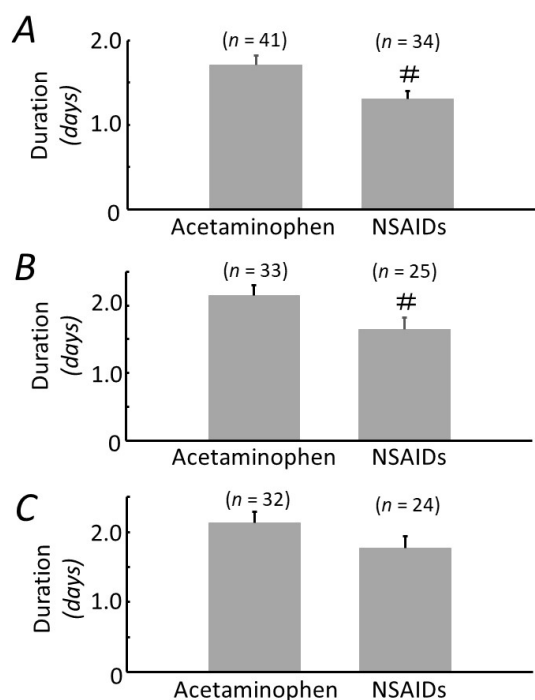 A
Duration
(days)
2.0
1.0
0
(n = 41) (n = 34)
#
Acetaminophen NSAIDs
B
Duration
(days)
2.0
1.0
0
(n = 33) (n = 25)
#
Acetaminophen NSAIDs
C
Duration
(days)
2.0
1.0
0
(n = 32) (n = 24)
Acetaminophen NSAIDs